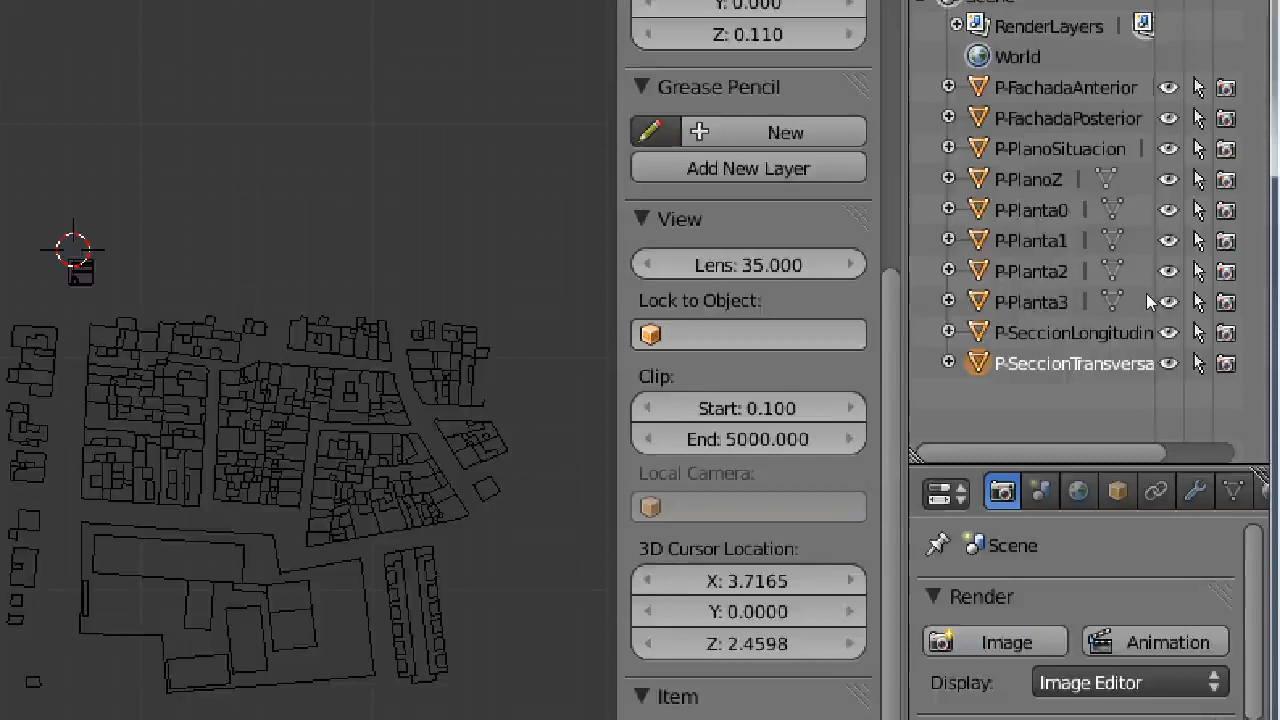 Y: 0.000
Z: 0.110
Grease Pencil
New
Add New Layer
View
Lens: 35.000
Lock to Object:
Clip:
Start: 0.100
End: 5000.000
Local Camera:
3D Cursor Location:
X: 3.7165
Y: 0.0000
Z: 2.4598
Item
Scene
RenderLayers
World
P-FachadaAnterior
P-FachadaPosterior
P-PlanoSituacion
P-PlanoZ
P-Planta0
P-Planta1
P-Planta2
P-Planta3
P-SeccionLongitudin
P-SeccionTransversa
Scene
Render
Image
Animation
Display:
Image Editor